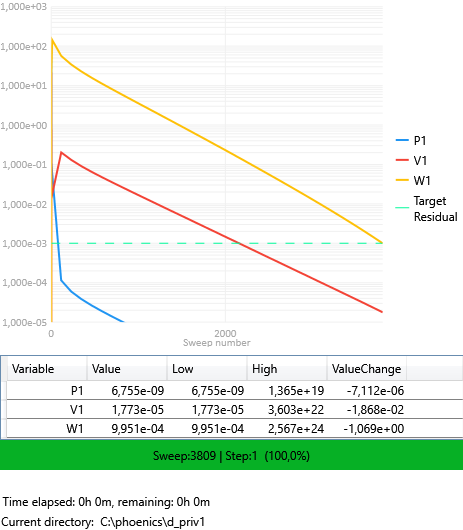 1,000e+03
1,000e+02
1,000e+01
1,000e+00
1,000e-01
1,000e-02
1,000e-03
1,000e-04
1,000e-05
0
2000
Sweep number
P1
V1
W1
Target
Residual
Variable Value Low High ValueChange
P1 6,755e-09 6,755e-09 1,365e+19 -7,112e-06
V1 1,773e-05 1,773e-05 3,603e+22 -1,868e-02
W1 9,951e-04 9,951e-04 2,567e+24 -1,069e+00
Sweep:3809 | Step:1 (100,0%)
Time elapsed: 0h 0m, remaining: 0h 0m
Current directory: C:\phoenics\d_priv1